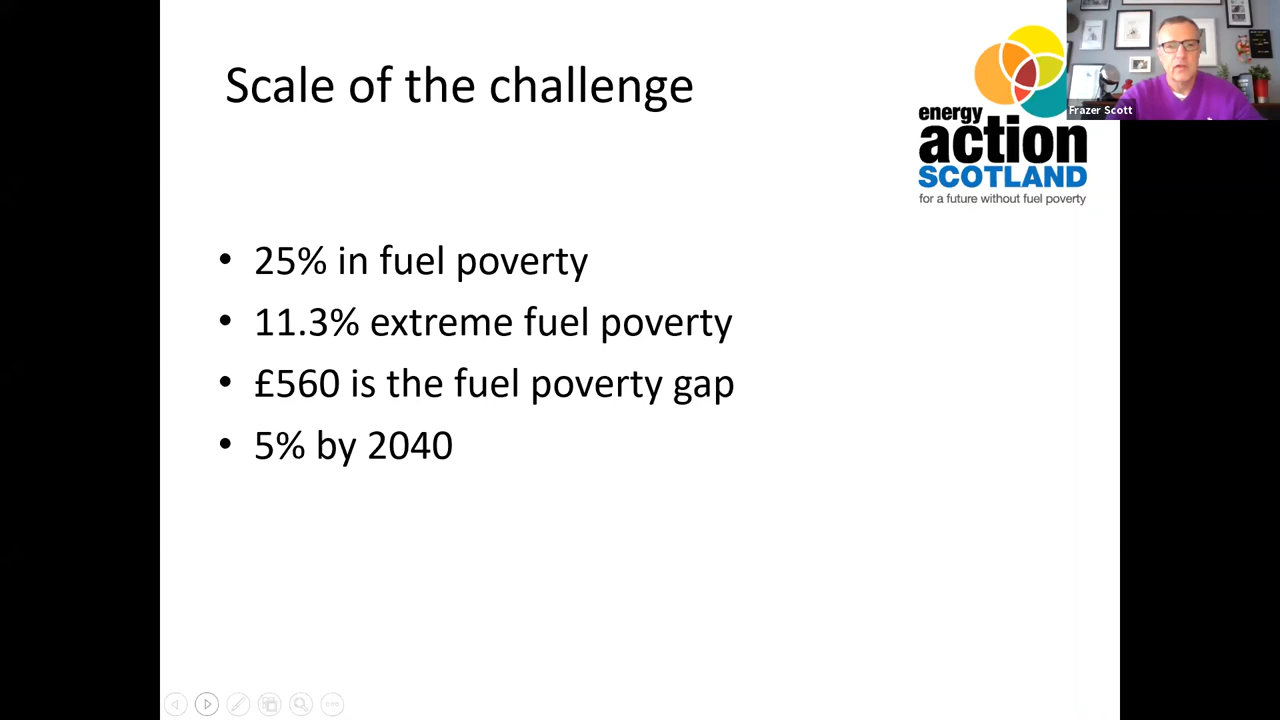 Scale of the challenge
energy
action
SCOTLAND
for a future without fuel poverty
Frazer Scott
• 25% in fuel poverty
• 11.3% extreme fuel poverty
• £560 is the fuel poverty gap
• 5% by 2040